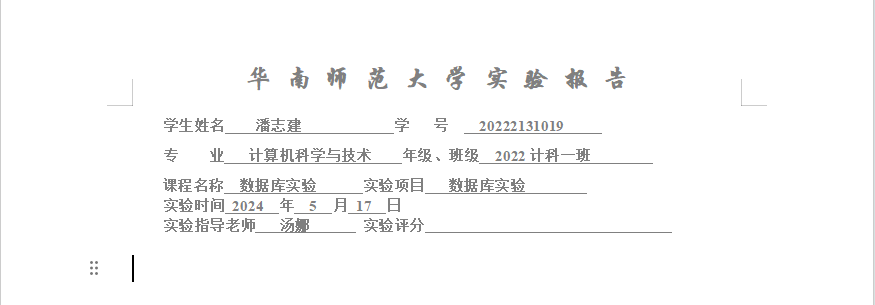 华南师范大学实验报告
学生姓名 潘志建 学 号 20222131019
专 业 计算机科学与技术 年级、班级 2022计科一班
课程名称 数据库实验 实验项目 数据库实验
实验时间 2024 年 5 月 17 日
实验指导老师 汤娜 实验评分